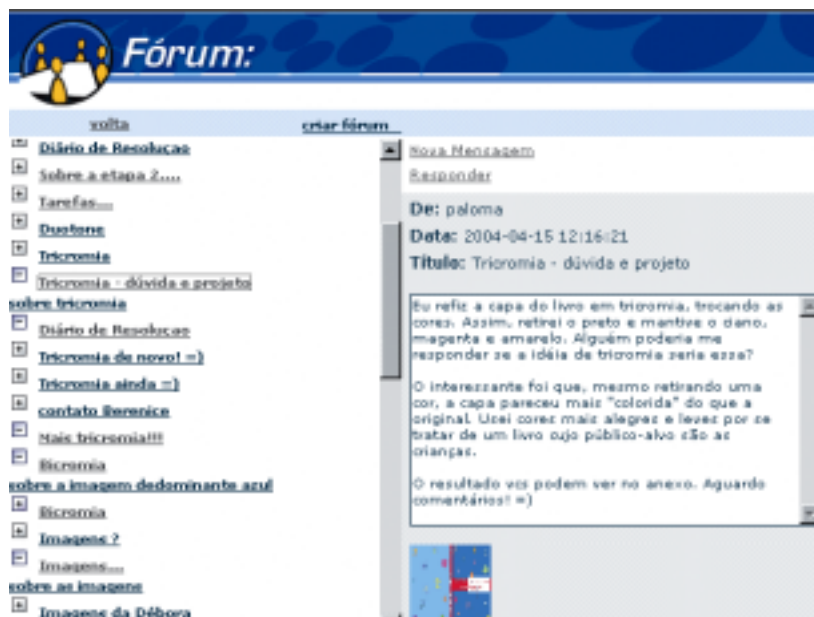 Fórum:
volta
criar fórum
Diário de Resoluçao
Sobre a etapa 2....
Tarefas....
Duotone
Tricromia
Tricromia - dúvida e projeto
sobre tricromia
Diário de Resoluçao
Tricromia de novo! =)
Tricromia ainda =)
contato Berenice
Mais tricromia!!!
Bicromia
sobre a imagem dedominante azul
Bicromia
Imagens ?
Imagens....
sobre as imagens
Imagens da Débora
Nova Mensagem
Responder
De: paloma
Data: 2004-04-15 12:16:21
Título: Tricromia - dúvida e projeto
Eu refiz a capa do livro em tricromia, trocando as
cores. Assim, retirei o preto e mantive o ciano,
magenta e amarelo. Alguém poderia me
responder se a idéia de tricromia seria essa?
O interessante foi que, mesmo retirando uma
cor, a capa pareceu mais "colorida" do que a
original. Usei cores mais alegres e leves por se
tratar de um livro cujo público-alvo são as
crianças.
O resultado vcs podem ver no anexo. Aguardo
comentários! =)